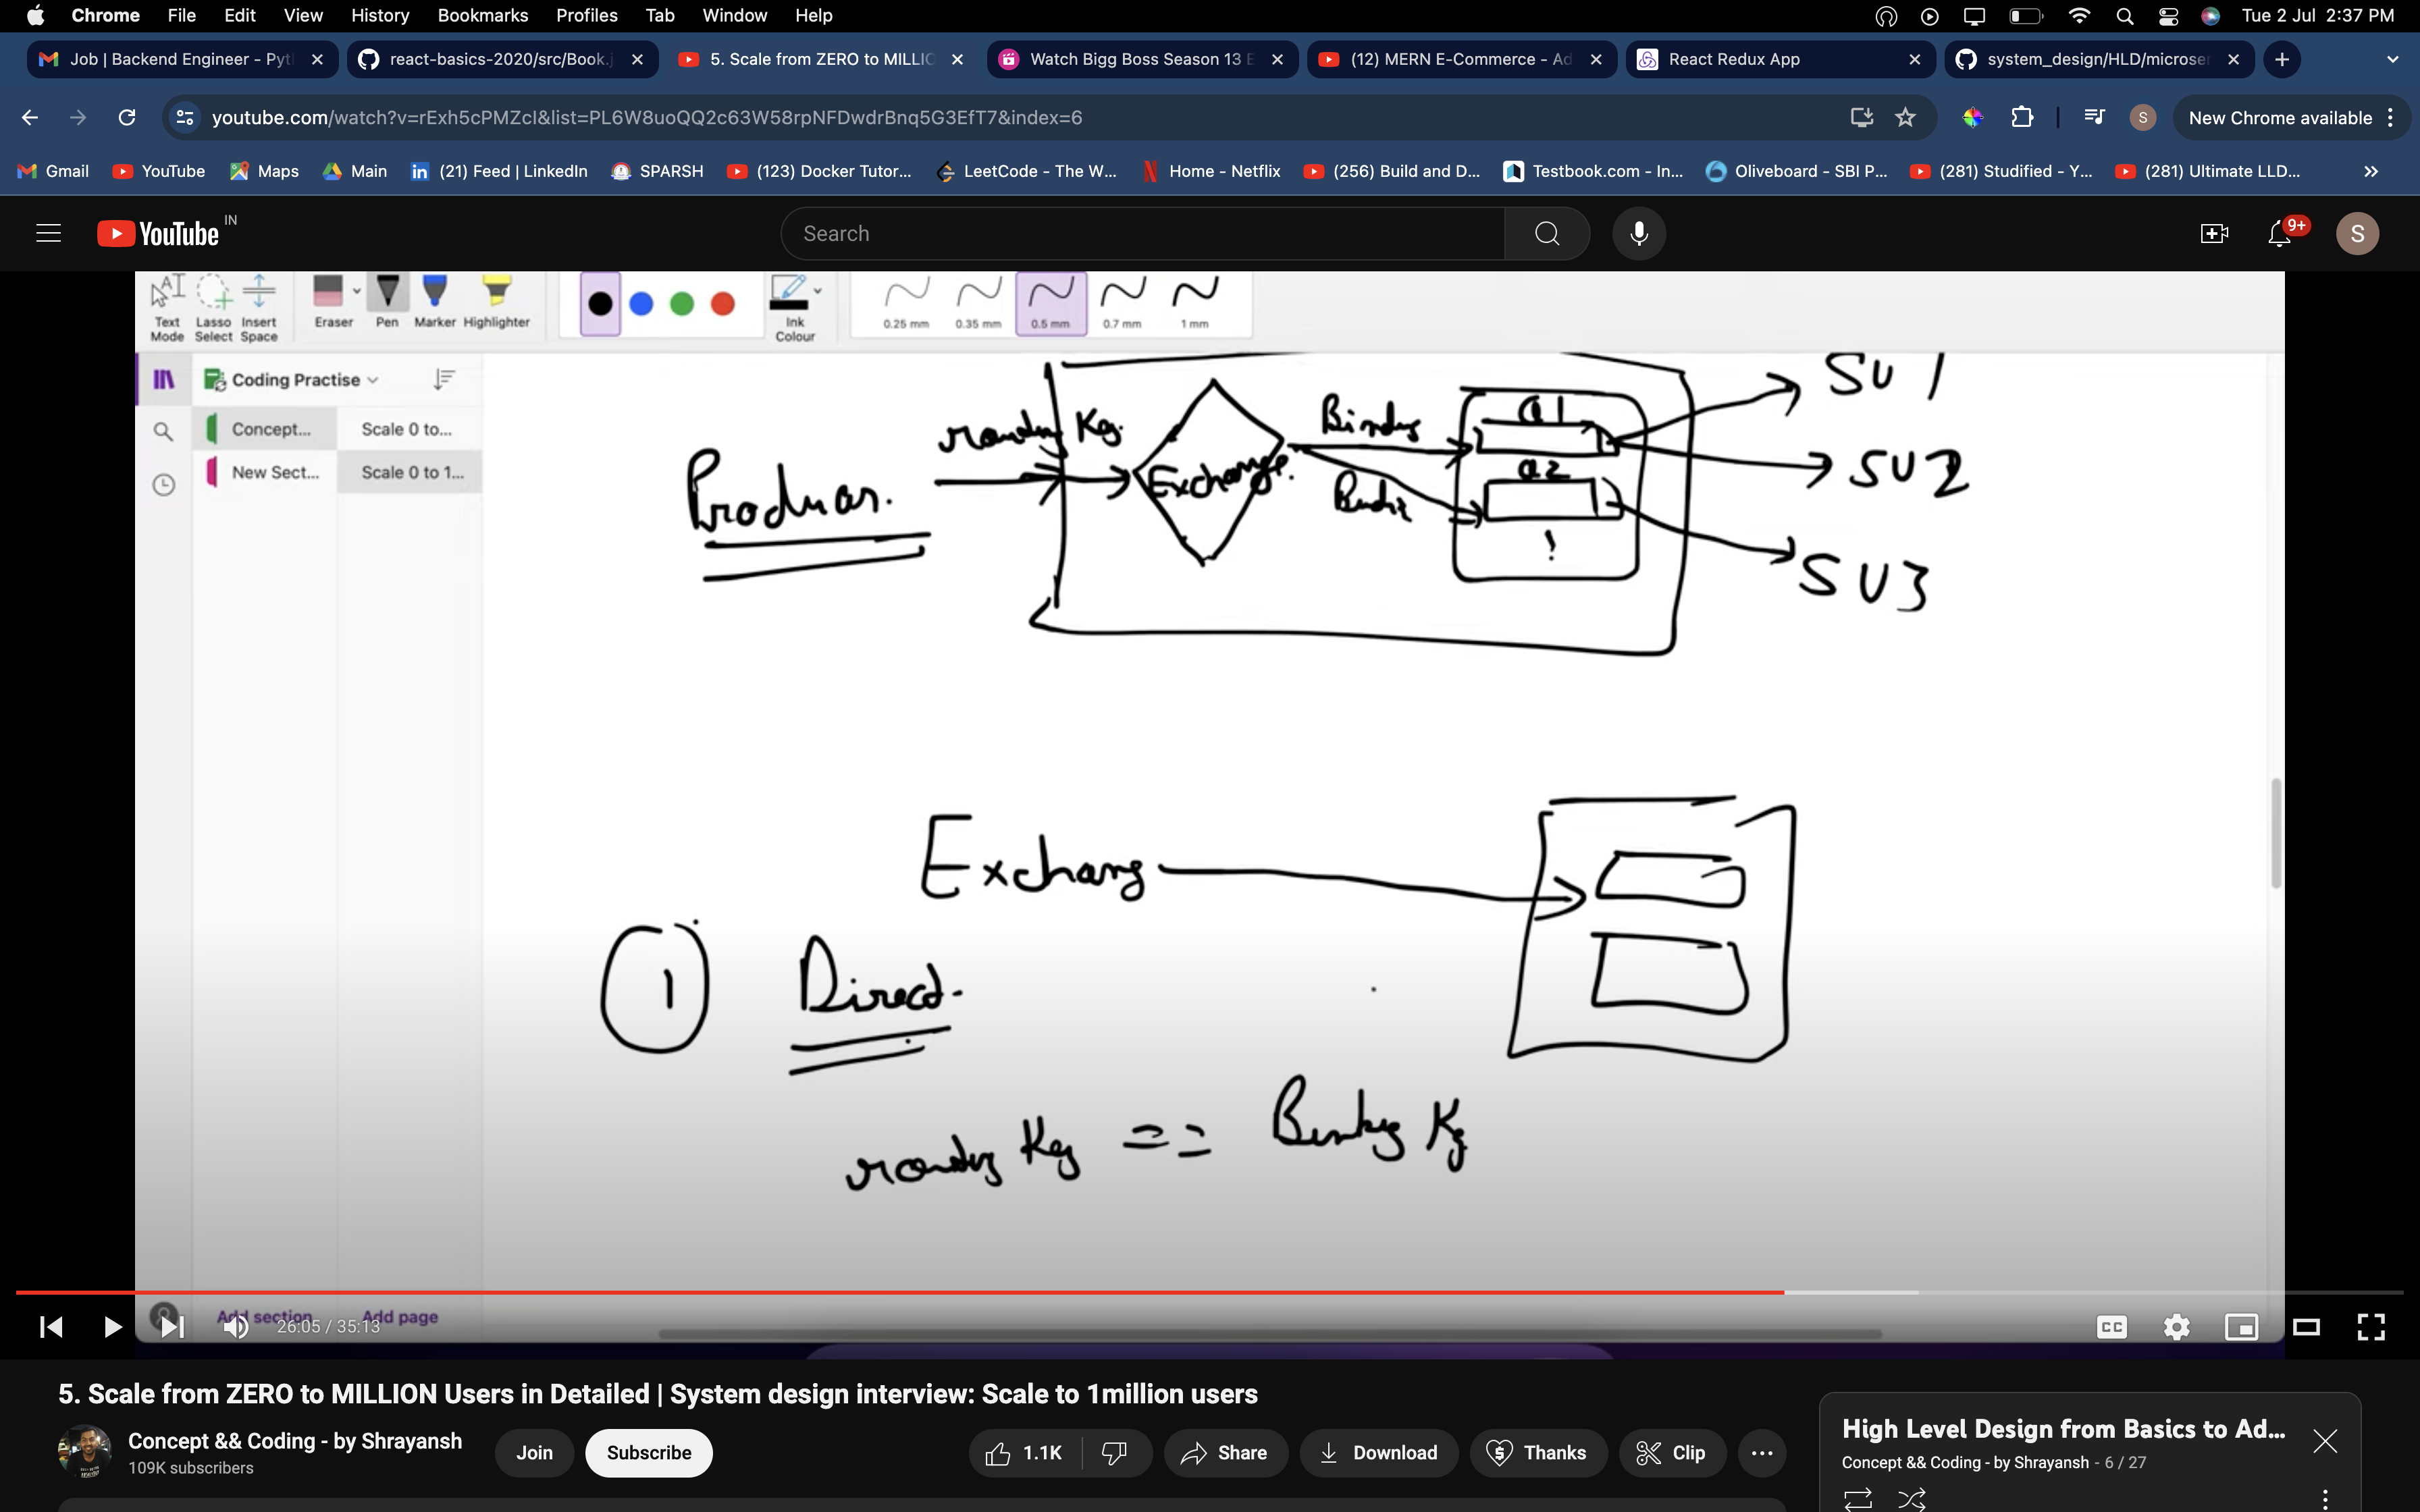 Chrome File Edit View History Bookmarks Profiles Tab Window Help Tue 2 Jul 2:37 PM
Job | Backend Engineer - Pyt react-basics-2020/src/Book.j 5. Scale from ZERO to MILLIO Watch Bigg Boss Season 13 E (12) MERN E-Commerce - Ad React Redux App system_design/HLD/microser
youtube.com/watch?v=rExh5cPMZcI&list=PL6W8uoQQ2c63W58rpNFDwdrBnq5G3EfT7&index=6 S New Chrome available
Gmail YouTube Maps Main (21) Feed | LinkedIn SPARSH (123) Docker Tutor... LeetCode - The W... Home - Netflix (256) Build and D... Testbook.com - In... Oliveboard - SBI P... (281) Studified - Y... (281) Ultimate LLD...
YouTube IN Search 9+ S
Text Mode Lasso Select Insert Space Eraser Pen Marker Highlighter Ink Colour 0.25 mm 0.35 mm 0.5 mm 0.7 mm 1 mm
Coding Practise
Concept... Scale 0 to...
New Sect... Scale 0 to 1...
SU 1
Key Q1
SU2
Exchange. Q2
SU3
Exchang
1 Direct.
Key ==
Add section Add page
26:05 / 35:13 CC
5. Scale from ZERO to MILLION Users in Detailed | System design interview: Scale to 1million users
Concept && Coding - by Shrayansh
109K subscribers
Join Subscribe 1.1K Share Download Thanks Clip
High Level Design from Basics to Ad...
Concept && Coding - by Shrayansh - 6 / 27